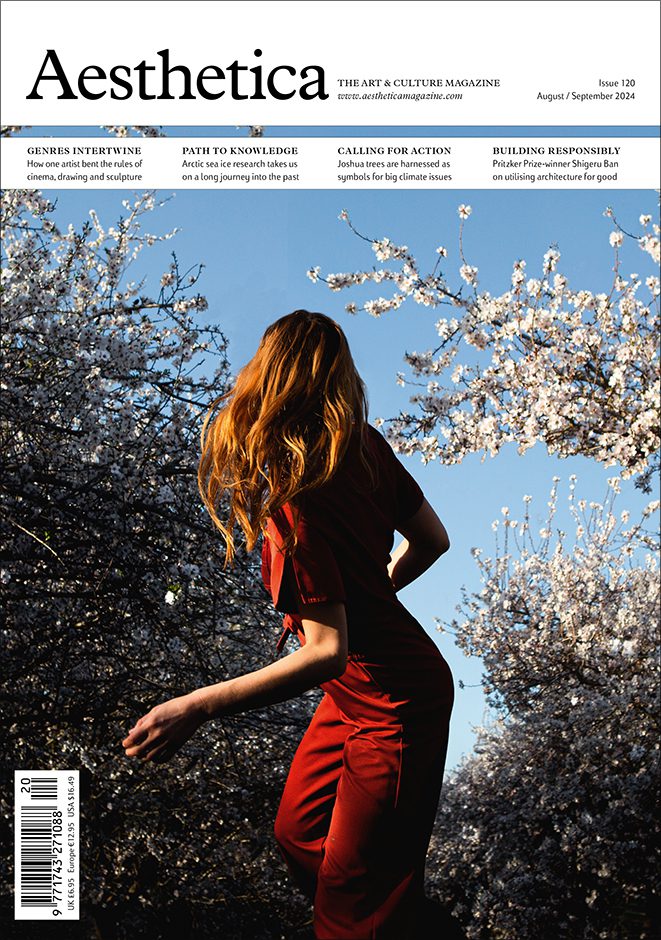 Aesthetica
THE ART & CULTURE MAGAZINE
www.aestheticamagazine.com
Issue 120
August / September 2024
GENRES INTERTWINE
How one artist bent the rules of
cinema, drawing and sculpture
PATH TO KNOWLEDGE
Arctic sea ice research takes us
on a long journey into the past
CALLING FOR ACTION
Joshua trees are harnessed as
symbols for big climate issues
BUILDING RESPONSIBLY
Pritzker Prize-winner Shigeru Ban
on utilising architecture for good
20
9 771743 271088
UK £6.95 Europe €12.95 USA $16.49